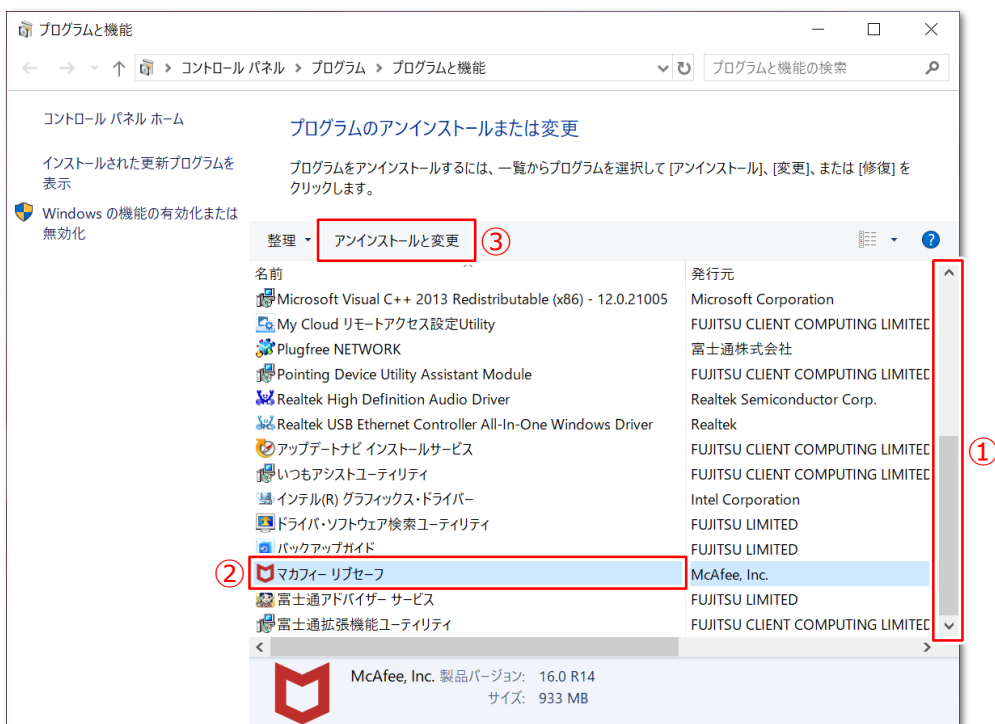 プログラムと機能
コントロール パネル > プログラム > プログラムと機能
プログラムと機能の検索
コントロール パネル ホーム
インストールされた更新プログラムを
表示
Windows の機能の有効化または
無効化
プログラムのアンインストールまたは変更
プログラムをアンインストールするには、一覧からプログラムを選択して [アンインストール]、[変更]、または [修復] を
クリックします。
整理 アンインストールと変更 ③
名前 発行元
Microsoft Visual C++ 2013 Redistributable (x86) - 12.0.21005 Microsoft Corporation
My Cloud リモートアクセス設定Utility FUJITSU CLIENT COMPUTING LIMITED
Plugfree NETWORK 富士通株式会社
Pointing Device Utility Assistant Module FUJITSU CLIENT COMPUTING LIMITED
Realtek High Definition Audio Driver Realtek Semiconductor Corp.
Realtek USB Ethernet Controller All-In-One Windows Driver Realtek
アップデートナビ インストールサービス FUJITSU CLIENT COMPUTING LIMITED
①
いつもアシストユーティリティ FUJITSU CLIENT COMPUTING LIMITED
インテル(R) グラフィックス・ドライバー Intel Corporation
ドライバ・ソフトウェア検索ユーティリティ FUJITSU LIMITED
バックアップガイド FUJITSU LIMITED
② マカフィー リブセーフ McAfee, Inc.
富士通アドバイザー サービス FUJITSU LIMITED
富士通拡張機能ユーティリティ FUJITSU CLIENT COMPUTING LIMITED
McAfee, Inc. 製品バージョン: 16.0 R14
サイズ: 933 MB